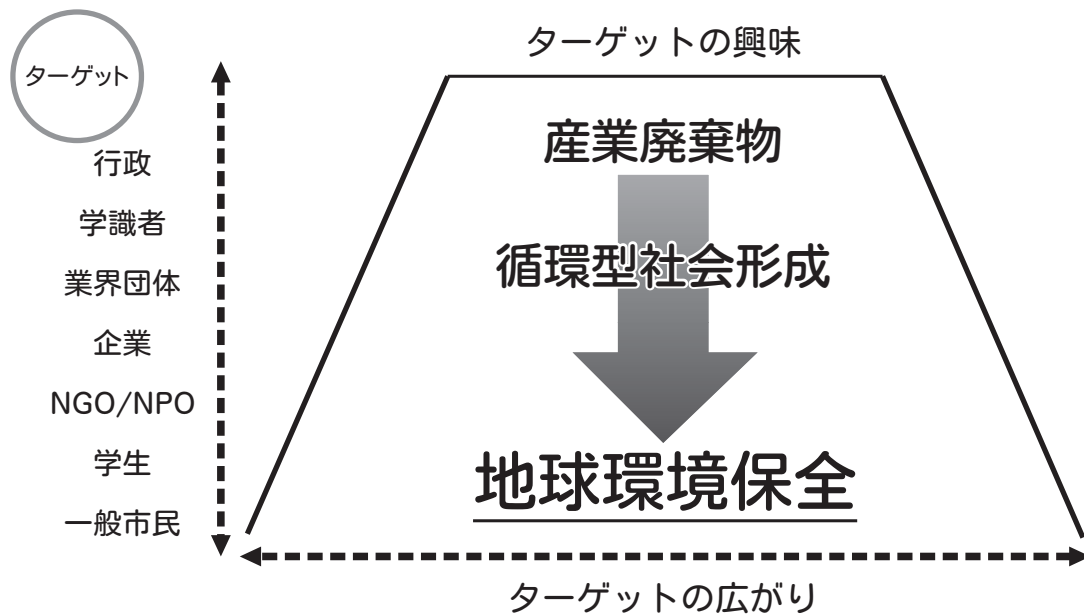 ターゲット
行政
学識者
業界団体
企業
NGO/NPO
学生
一般市民
ターゲットの興味
産業廃棄物
循環型社会形成
地球環境保全
ターゲットの広がり